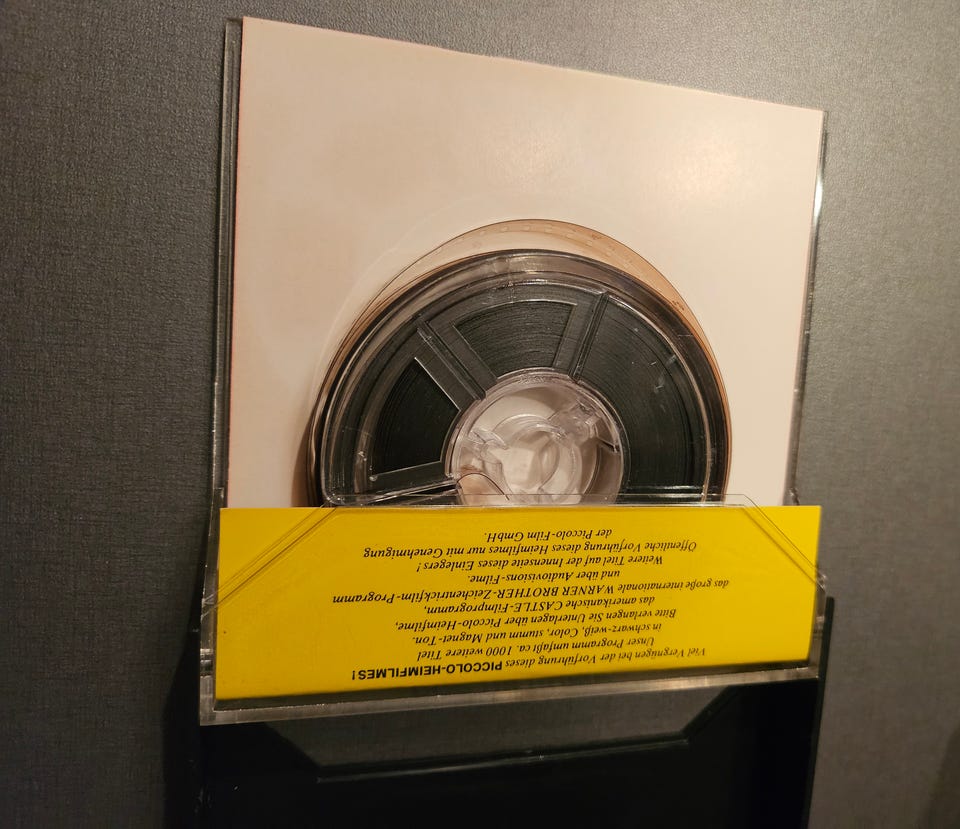 Viel Vergnügen bei der Vorführung dieses PICCOLO-HEIMFILMES!
Unser Programm umfaßt ca. 1000 weitere Titel
in schwarz-weiß, Color, stumm und Magnet-Ton.
Bitte verlangen Sie Unterlagen über Piccolo-Heimfilme,
das amerikanische CASTLE-Filmprogramm,
das große internationale WARNER BROTHER-Zeichentrickfilm-Programm
und über Audiovisions-Filme.
Weitere Titel auf der Innenseite dieses Einlegers!
Öffentliche Vorführung dieses Heimfilmes nur mit Genehmigung
der Piccolo-Film GmbH.